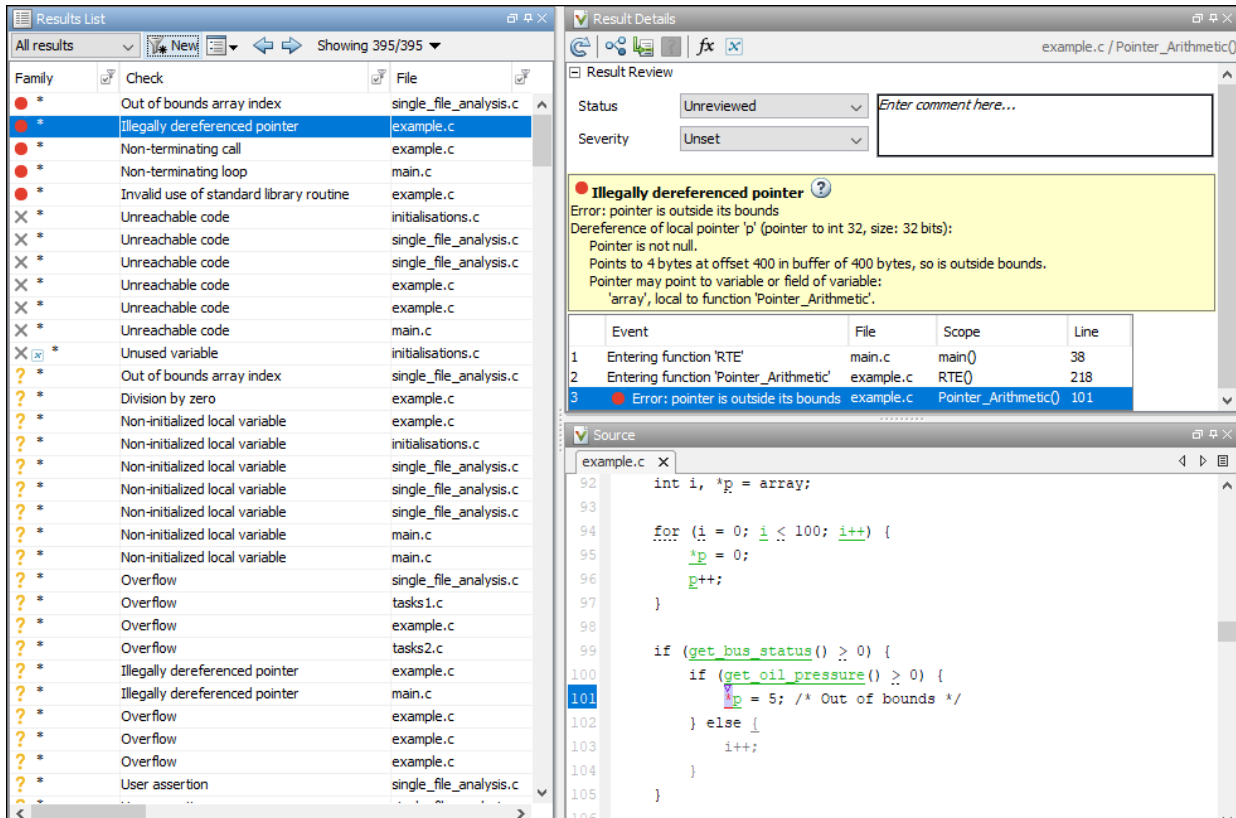 Results List
All results New Showing 395/395
Family Check File
* Out of bounds array index single_file_analysis.c
* Illegally dereferenced pointer example.c
* Non-terminating call example.c
* Non-terminating loop main.c
* Invalid use of standard library routine example.c
* Unreachable code initialisations.c
* Unreachable code single_file_analysis.c
* Unreachable code single_file_analysis.c
* Unreachable code example.c
* Unreachable code example.c
* Unreachable code main.c
x * Unused variable initialisations.c
? * Out of bounds array index single_file_analysis.c
? * Division by zero example.c
? * Non-initialized local variable example.c
? * Non-initialized local variable initialisations.c
? * Non-initialized local variable single_file_analysis.c
? * Non-initialized local variable single_file_analysis.c
? * Non-initialized local variable single_file_analysis.c
? * Non-initialized local variable main.c
? * Non-initialized local variable main.c
? * Overflow single_file_analysis.c
? * Overflow tasks1.c
? * Overflow example.c
? * Overflow tasks2.c
? * Illegally dereferenced pointer example.c
? * Illegally dereferenced pointer main.c
? * Overflow example.c
? * Overflow example.c
? * Overflow example.c
? * User assertion single_file_analysis.c
Result Details
fx x example.c / Pointer_Arithmetic()
Result Review
Status Unreviewed Enter comment here...
Severity Unset
Illegally dereferenced pointer ?
Error: pointer is outside its bounds
Dereference of local pointer 'p' (pointer to int 32, size: 32 bits):
Pointer is not null.
Points to 4 bytes at offset 400 in buffer of 400 bytes, so is outside bounds.
Pointer may point to variable or field of variable:
'array', local to function 'Pointer_Arithmetic'.
Event File Scope Line
1 Entering function 'RTE' main.c main() 38
2 Entering function 'Pointer_Arithmetic' example.c RTE() 218
3 Error: pointer is outside its bounds example.c Pointer_Arithmetic() 101
Source
example.c
92 int i, *p = array;
93
94 for (i = 0; i < 100; i++) {
95 *p = 0;
96 p++;
97 }
98
99 if (get_bus_status() > 0) {
100 if (get_oil_pressure() > 0) {
101 *p = 5; /* Out of bounds */
102 } else {
103 i++;
104 }
105 }
106